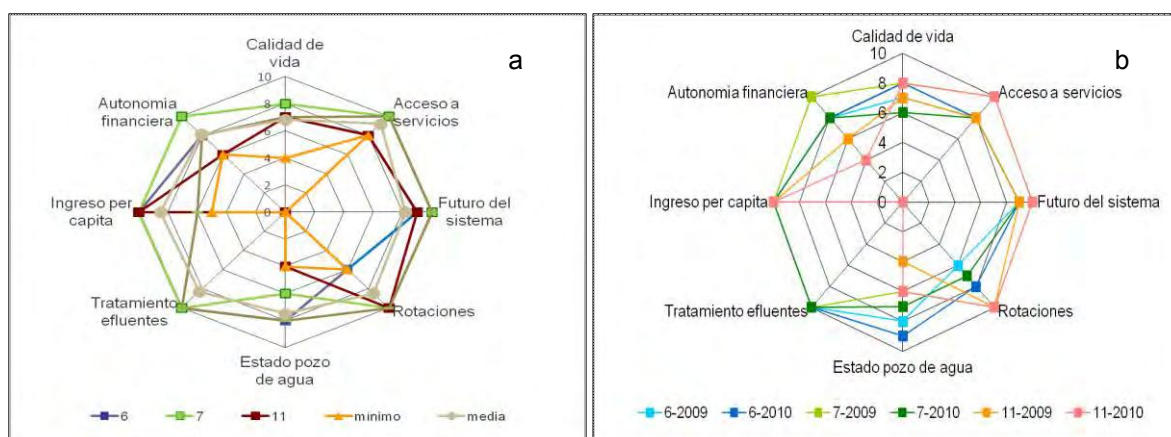 a
Calidad de
vida
10
8
6
4
2
0
Autonomia
financiera
Acceso a
servicios
Ingreso per
capita
Futuro del
sistema
Tratamiento
efluentes
Rotaciones
Estado pozo
de agua
6
7
11
minimo
media
b
Calidad de vida
10
8
6
4
2
0
Autonomia financiera
Acceso a servicios
Ingreso per capita
Futuro del sistema
Tratamiento efluentes
Rotaciones
Estado pozo de agua
6-2009
6-2010
7-2009
7-2010
11-2009
11-2010